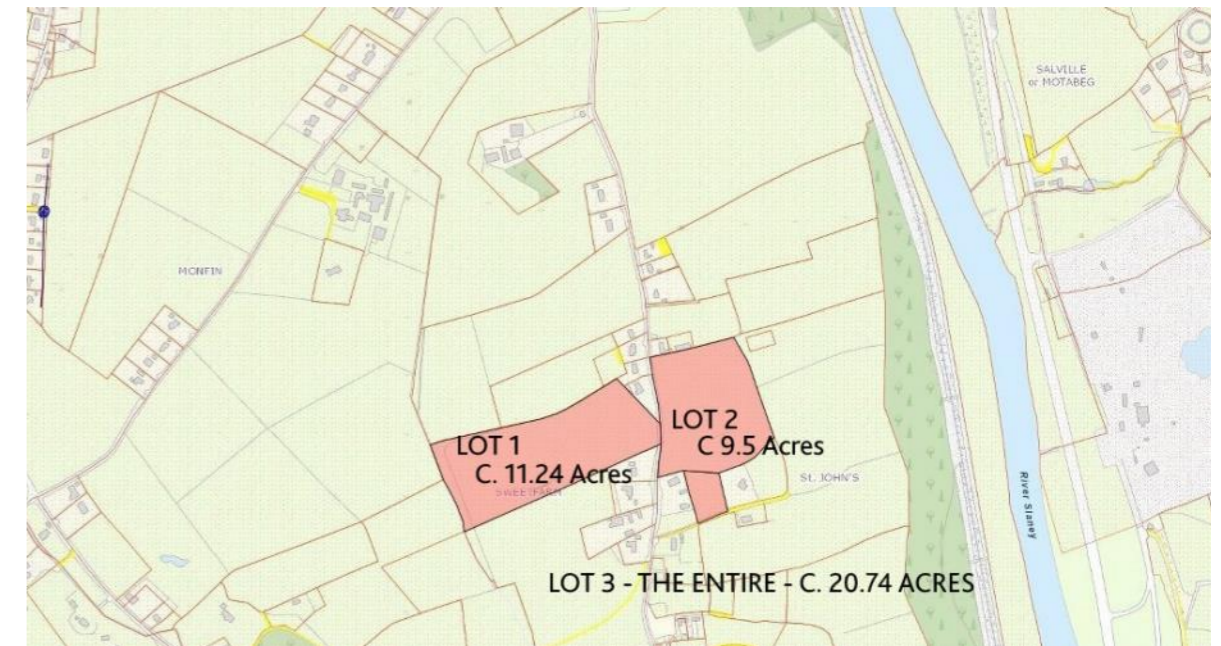 SALVILLE
or MOTABEG
MONFIN
LOT 1
C. 11.24 Acres
SWEETFARM
LOT 2
C 9.5 Acres
ST. JOHN'S
River Slaney
LOT 3 - THE ENTIRE - C. 20.74 ACRES